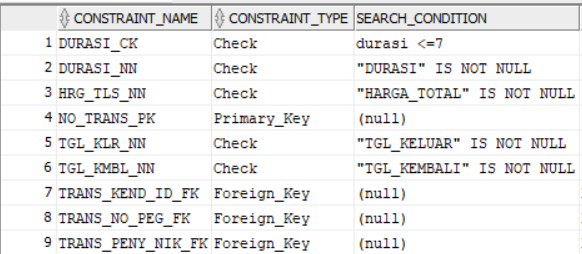 CONSTRAINT_NAME CONSTRAINT_TYPE SEARCH_CONDITION
1 DURASI_CK Check durasi <=7
2 DURASI_NN Check "DURASI" IS NOT NULL
3 HRG_TLS_NN Check "HARGA_TOTAL" IS NOT NULL
4 NO_TRANS_PK Primary_Key (null)
5 TGL_KLR_NN Check "TGL_KELUAR" IS NOT NULL
6 TGL_KMBL_NN Check "TGL_KEMBALI" IS NOT NULL
7 TRANS_KEND_ID_FK Foreign_Key (null)
8 TRANS_NO_PEG_FK Foreign_Key (null)
9 TRANS_PENY_NIK_FK Foreign_Key (null)